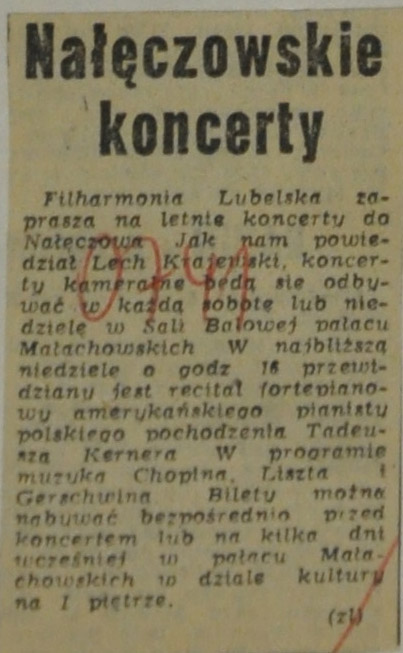 Nałęczowskie
koncerty
Filharmonia Lubelska za-
prasza na letnie koncerty do
Nałęczowa Jak nam powie-
dział Lech koncer-
ty kameralne będą się odby-
wać w każdą sobotę lub nie-
dzielę w Sali Balowej pałacu
Małachowskich W najbliższą
niedzielę o godz 16 przewi-
dziany jest recital fortepiano-
wy amerykańskiego pianisty
polskiego pochodzenia Tadeu-
sza Kernera W programie
muzyka Chopina, Liszta i
Gerschwina Bilety można
nabywać bezpośrednio przed
koncertem lub na kilka dni
wcześniej w pałacu Mała-
chowskich w dziale kultury
na I piętrze.
(zl)